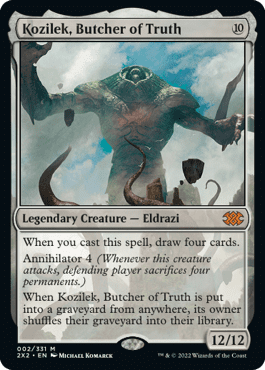 Kozilek, Butcher of Truth 10
Legendary Creature — Eldrazi
When you cast this spell, draw four cards.
Annihilator 4 (Whenever this creature
attacks, defending player sacrifices four
permanents.)
When Kozilek, Butcher of Truth is put
into a graveyard from anywhere, its owner
shuffles their graveyard into their library.
12/12
002/331 M
2X2 • EN MICHAEL KOMARCK
™ & © 2022 Wizards of the Coast